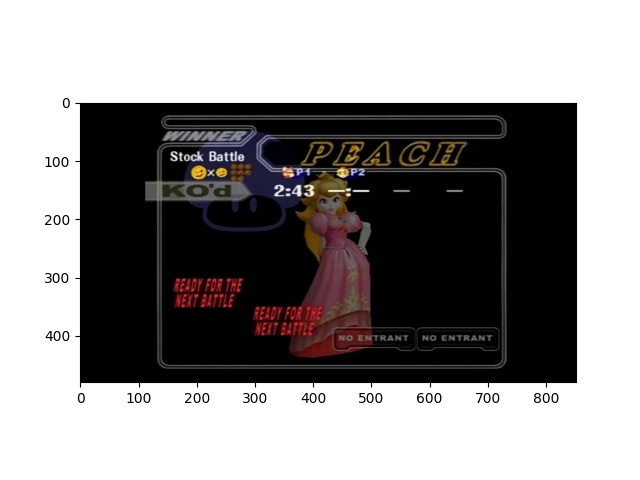 0
WINNER
PEACH
Stock Battle
100
x
P1 P2
KO'd 2:43 —:— — —
200
READY FOR THE
NEXT BATTLE
300
READY FOR THE
NEXT BATTLE
NO ENTRANT NO ENTRANT
400
0 100 200 300 400 500 600 700 800